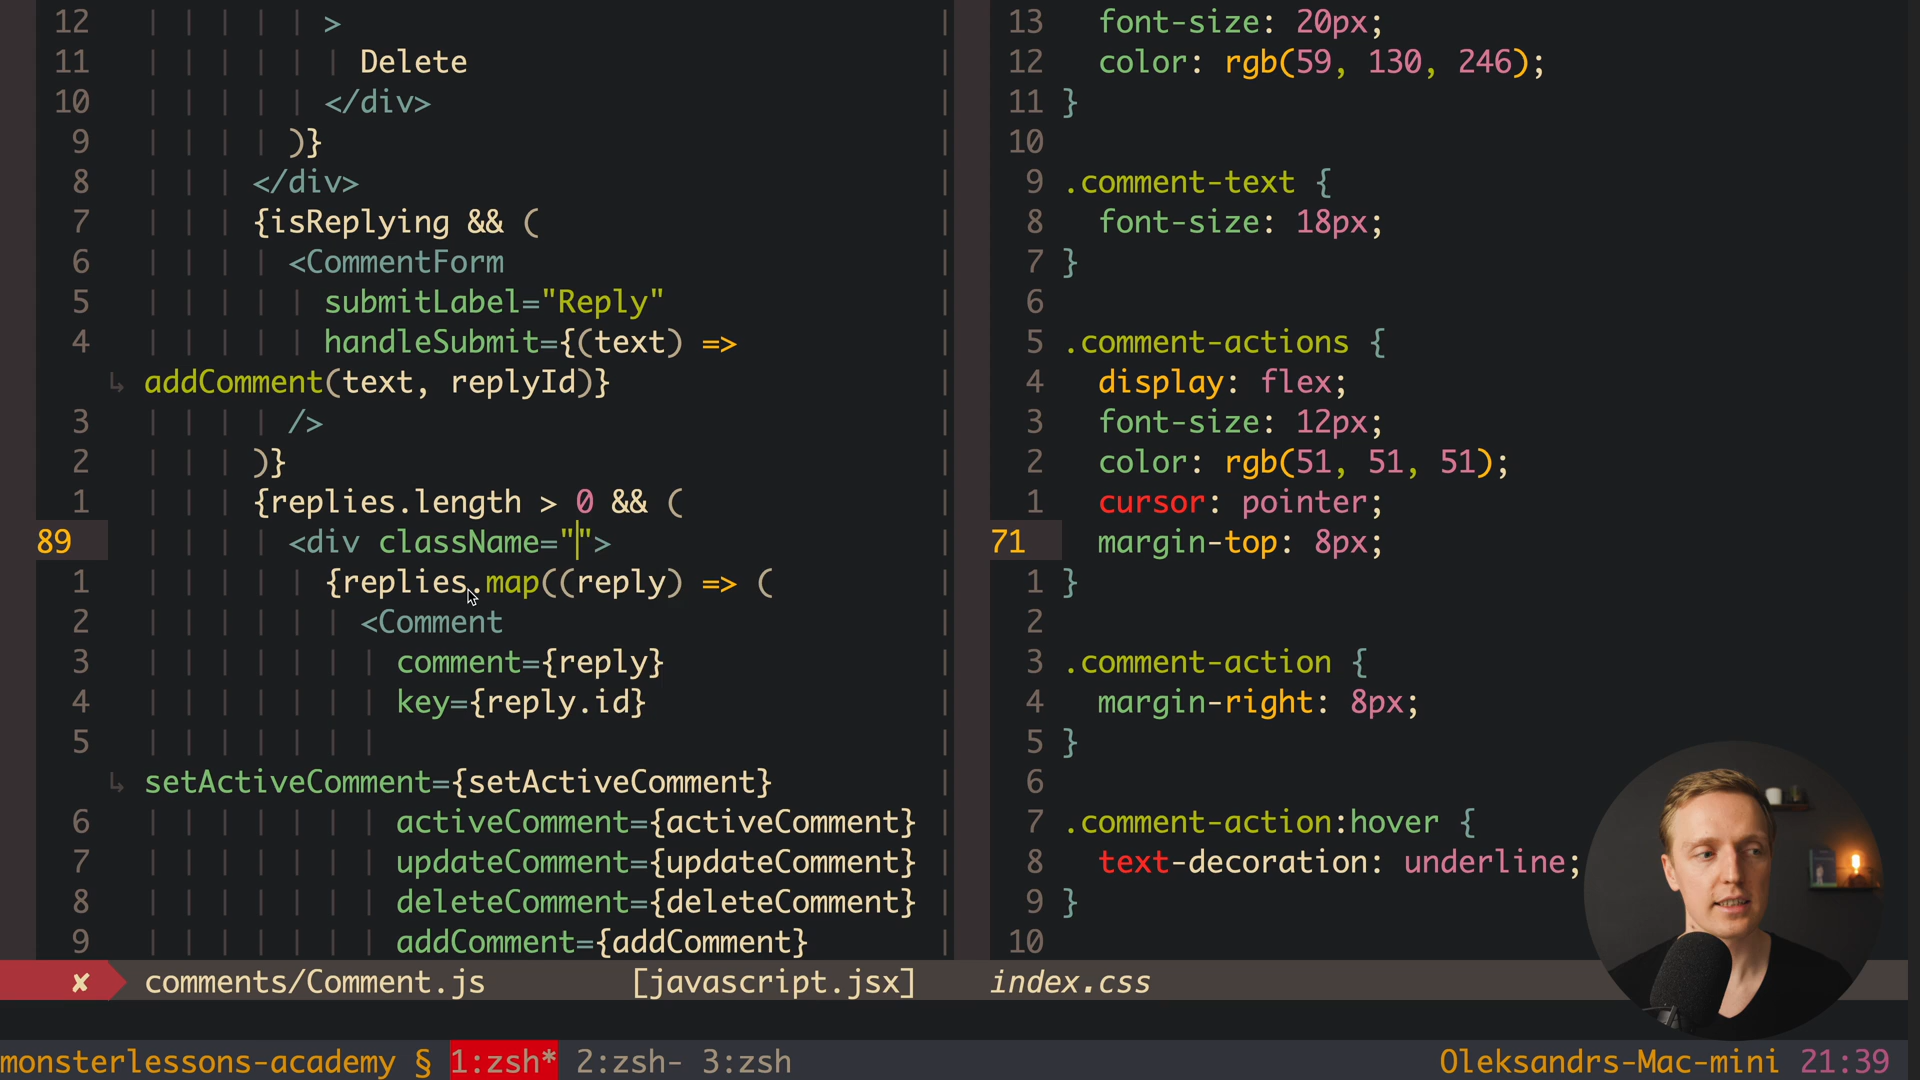 12 >
11 Delete
10 </div>
9 )}
8 </div>
7 {isReplying && (
6 <CommentForm
5 submitLabel="Reply"
4 handleSubmit={(text) =>
↳ addComment(text, replyId)}
3 />
2 )}
1 {replies.length > 0 && (
89 <div className="">
1 {replies.map((reply) => (
2 <Comment
3 comment={reply}
4 key={reply.id}
5
↳ setActiveComment={setActiveComment}
6 activeComment={activeComment}
7 updateComment={updateComment}
8 deleteComment={deleteComment}
9 addComment={addComment}
13 font-size: 20px;
12 color: rgb(59, 130, 246);
11 }
10
9 .comment-text {
8 font-size: 18px;
7 }
6
5 .comment-actions {
4 display: flex;
3 font-size: 12px;
2 color: rgb(51, 51, 51);
1 cursor: pointer;
71 margin-top: 8px;
1 }
2
3 .comment-action {
4 margin-right: 8px;
5 }
6
7 .comment-action:hover {
8 text-decoration: underline;
9 }
10
✘ comments/Comment.js [javascript.jsx] index.css
monsterlessons-academy § 1:zsh* 2:zsh- 3:zsh Oleksandrs-Mac-mini 21:39